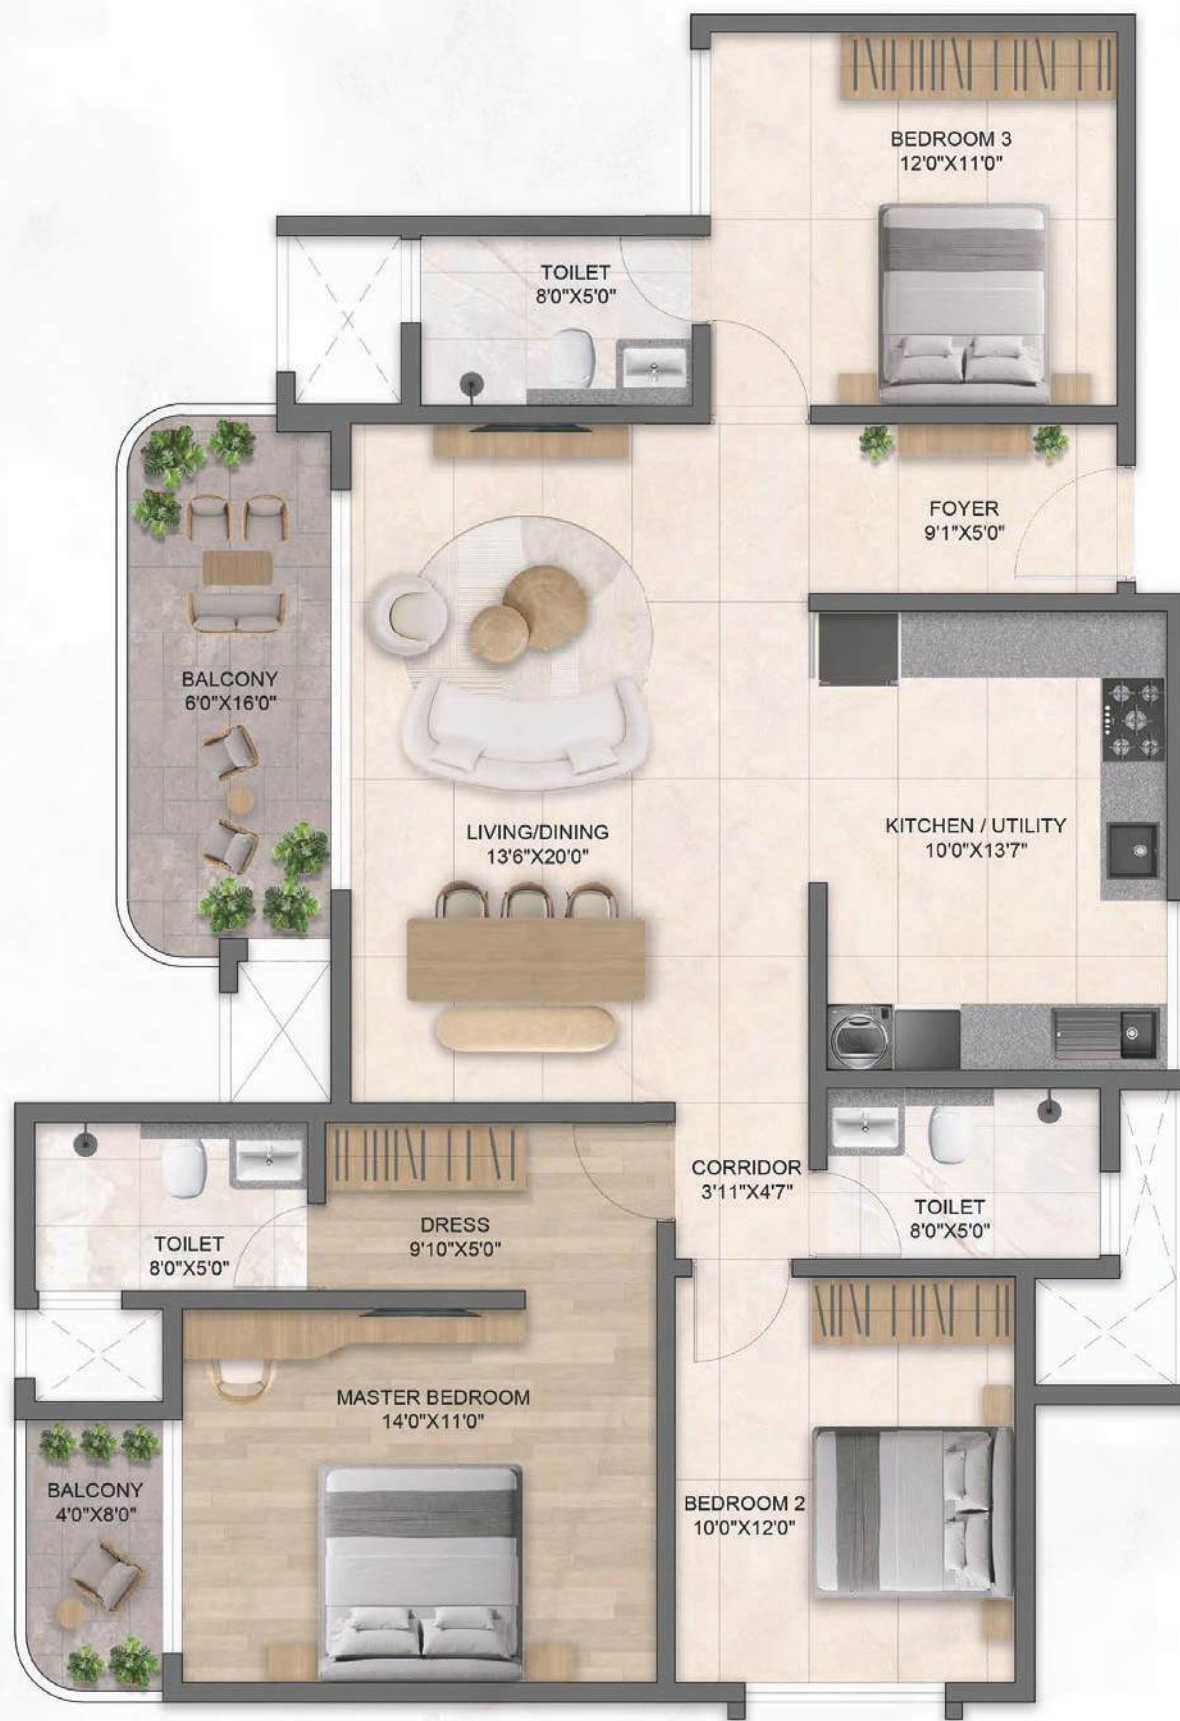 BEDROOM 3
12'0"X11'0"
TOILET
8'0"X5'0"
FOYER
9'1"X5'0"
BALCONY
6'0"X16'0"
LIVING/DINING
13'6"X20'0"
KITCHEN / UTILITY
10'0"X13'7"
CORRIDOR
3'11"X4'7"
TOILET
8'0"X5'0"
DRESS
9'10"X5'0"
TOILET
8'0"X5'0"
MASTER BEDROOM
14'0"X11'0"
BALCONY
4'0"X8'0"
BEDROOM 2
10'0"X12'0"